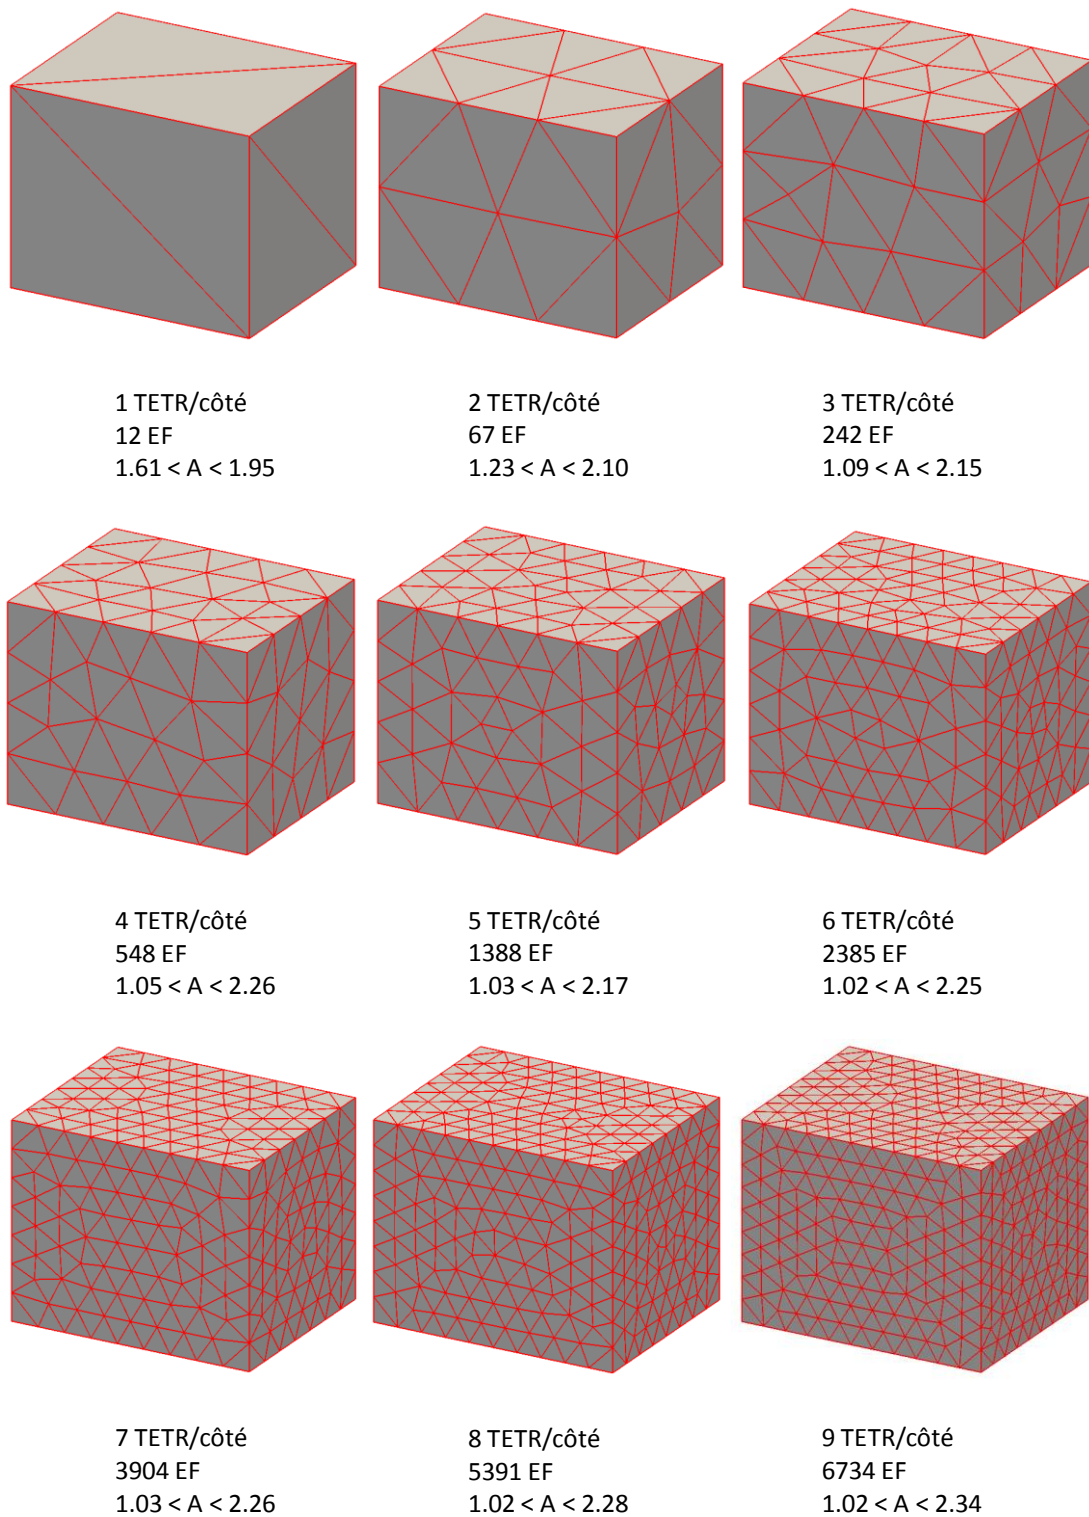 1 TETR/côté
12 EF
1.61 < A < 1.95
2 TETR/côté
67 EF
1.23 < A < 2.10
3 TETR/côté
242 EF
1.09 < A < 2.15
4 TETR/côté
548 EF
1.05 < A < 2.26
5 TETR/côté
1388 EF
1.03 < A < 2.17
6 TETR/côté
2385 EF
1.02 < A < 2.25
7 TETR/côté
3904 EF
1.03 < A < 2.26
8 TETR/côté
5391 EF
1.02 < A < 2.28
9 TETR/côté
6734 EF
1.02 < A < 2.34